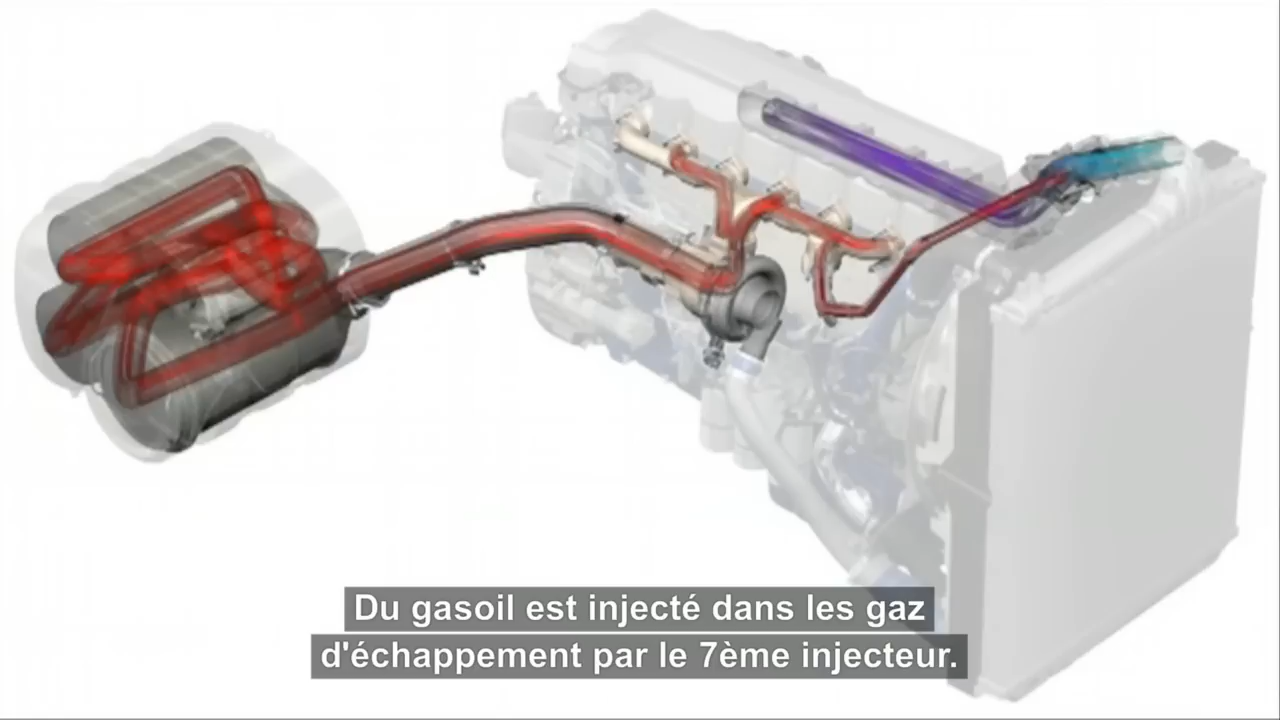 Du gasoil est injecté dans les gaz
d'échappement par le 7ème injecteur.